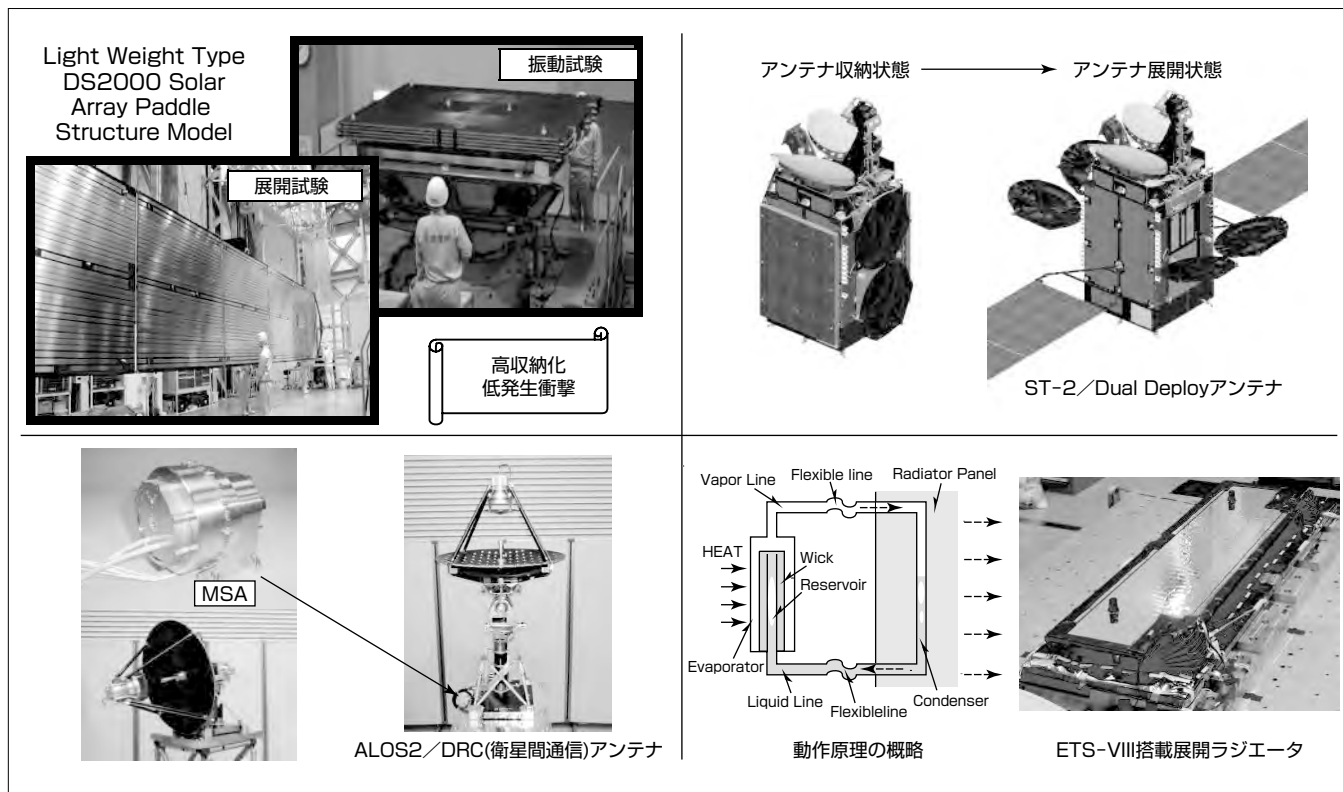 Light Weight Type
DS2000 Solar
Array Paddle
Structure Model
振動試験
展開試験
高収納化
低発生衝撃
アンテナ収納状態
アンテナ展開状態
ST-2／Dual Deployアンテナ
MSA
ALOS2／DRC(衛星間通信)アンテナ
Vapor Line
Flexible line
Radiator Panel
HEAT
Wick
Reservoir
Evaporator
Liquid Line
Flexibleline
Condenser
動作原理の概略
ETS-VIII搭載展開ラジエータ